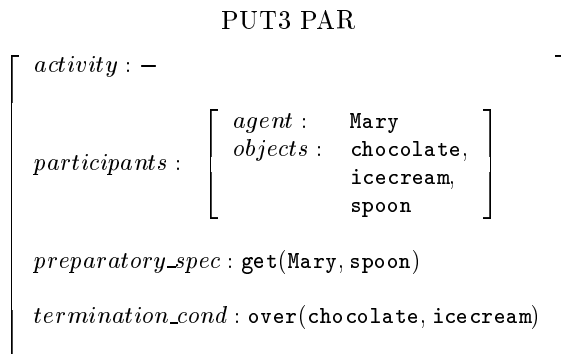 PUT3 PAR
activity : –
participants :
agent : Mary
objects : chocolate,
icecream,
spoon
preparatory_spec : get(Mary, spoon)
termination_cond : over(chocolate, icecream)